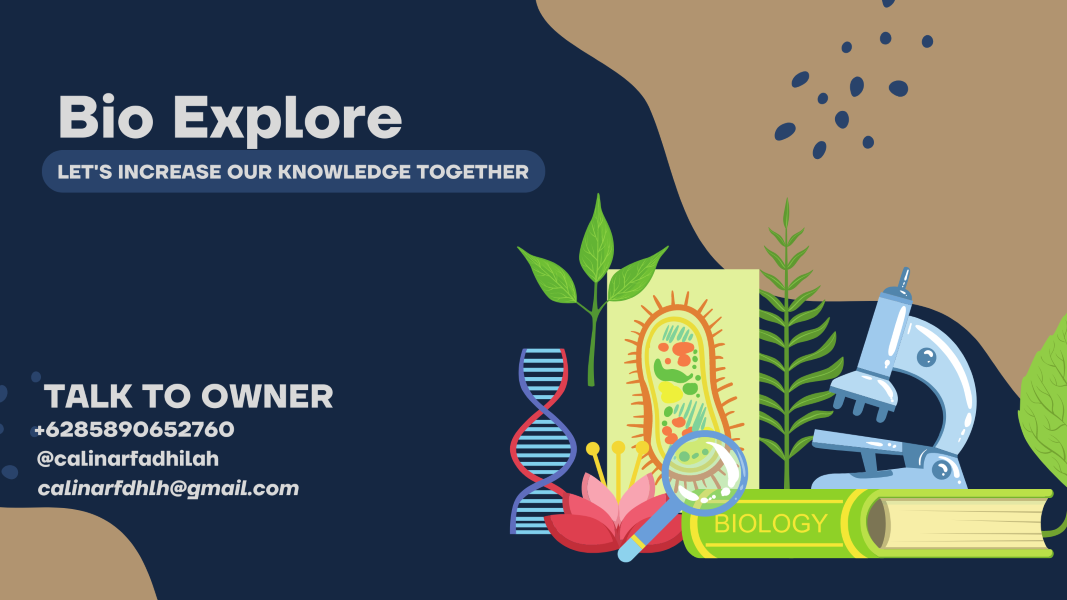 Bio Explore
LET'S INCREASE OUR KNOWLEDGE TOGETHER
TALK TO OWNER
+6285890652760
@calinarfadhilah
calinarfdhlh@gmail.com
BIOLOGY